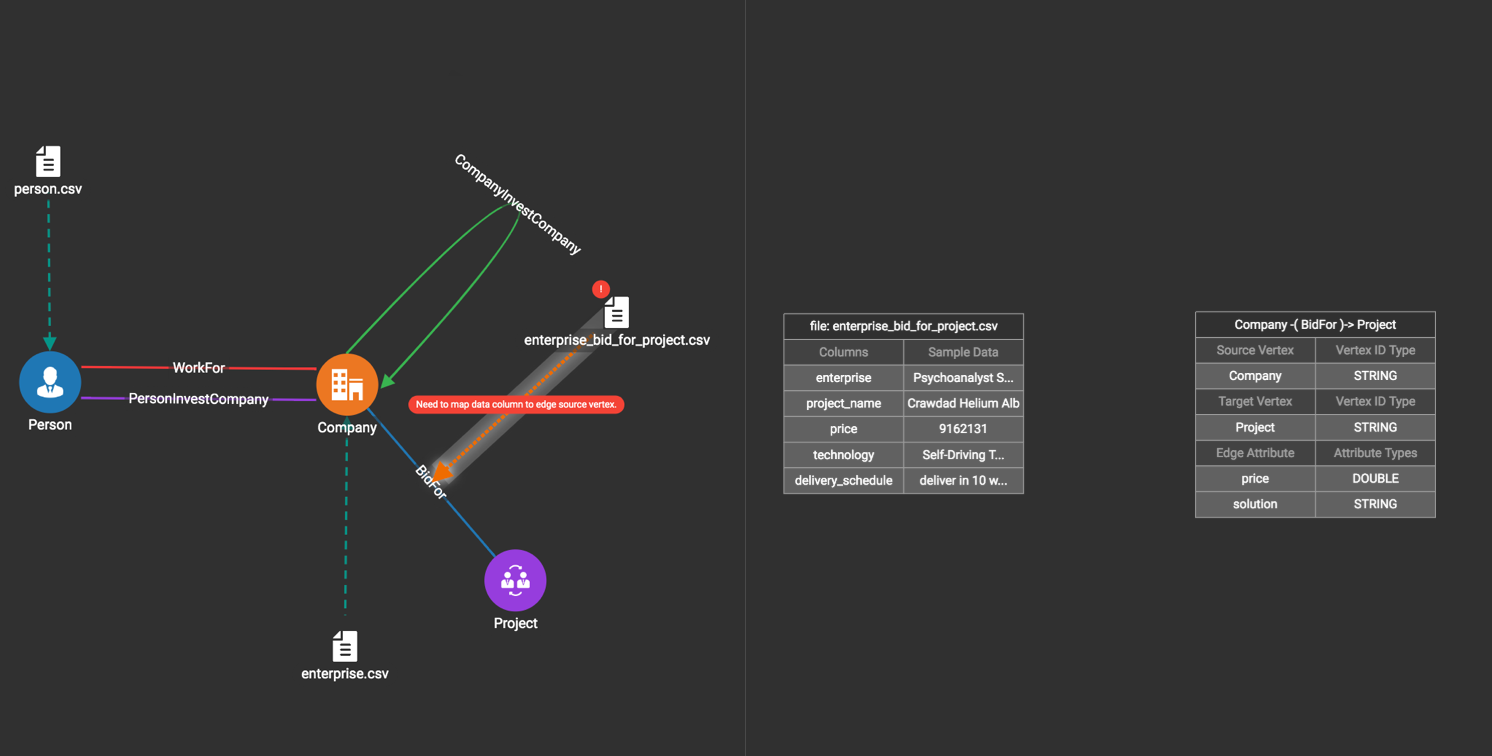 person.csv
CompanyInvestCompany
!
enterprise_bid_for_project.csv
WorkFor
PersonInvestCompany
Person
Company
Need to map data column to edge source vertex.
BidFor
Project
enterprise.csv
file: enterprise_bid_for_project.csv
Columns Sample Data
enterprise Psychoanalyst S...
project_name Crawdad Helium Alb
price 9162131
technology Self-Driving T...
delivery_schedule deliver in 10 w...
Company -( BidFor )-> Project
Source Vertex Vertex ID Type
Company STRING
Target Vertex Vertex ID Type
Project STRING
Edge Attribute Attribute Types
price DOUBLE
solution STRING